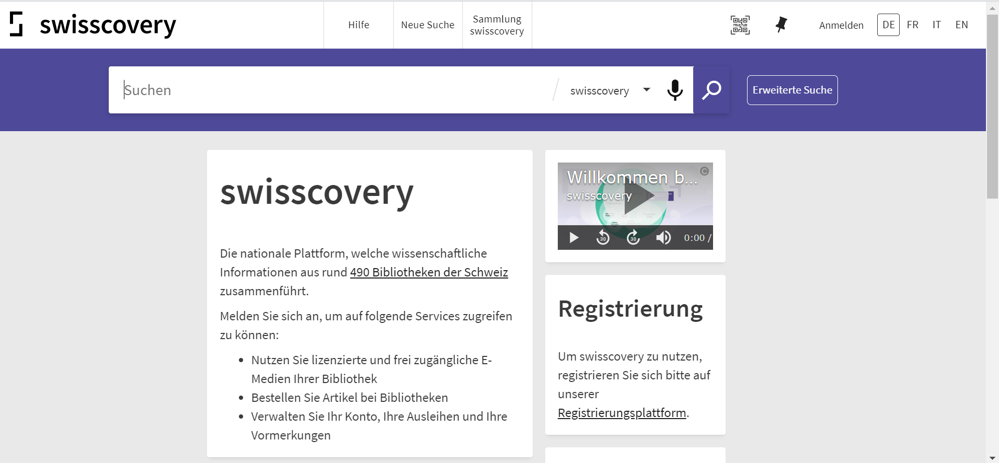 swisscovery
Hilfe
Neue Suche
Sammlung
swisscovery
Anmelden
DE
FR
IT
EN
Suchen
swisscovery
Erweiterte Suche
swisscovery
Die nationale Plattform, welche wissenschaftliche
Informationen aus rund 490 Bibliotheken der Schweiz
zusammenführt.
Melden Sie sich an, um auf folgende Services zugreifen
zu können:
• Nutzen Sie lizenzierte und frei zugängliche E-
Medien Ihrer Bibliothek
• Bestellen Sie Artikel bei Bibliotheken
• Verwalten Sie Ihr Konto, Ihre Ausleihen und Ihre
Vormerkungen
Willkommen b...
©
swisscovery
30
30
0:00 /
Registrierung
Um swisscovery zu nutzen,
registrieren Sie sich bitte auf
unserer
Registrierungsplattform.